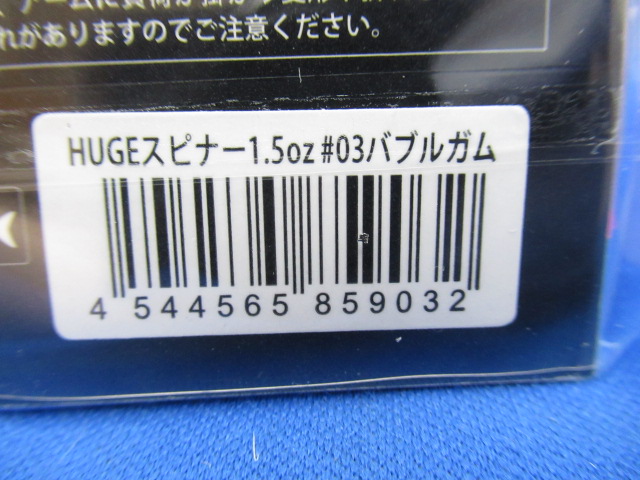 れがありますのでご注意ください。
HUGEスピナー1.5oz #03バブルガム
4 544565 859032